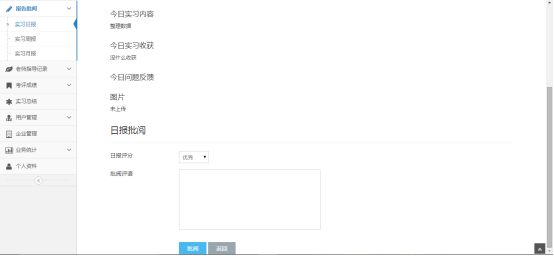 报告批阅
实习日报
实习周报
实习月报
老师指导记录
考评成绩
实习总结
用户管理
企业管理
业务统计
个人资料
今日实习内容
整理数据
今日实习收获
没什么收获
今日问题反馈
图片
未上传
日报批阅
日报评分
优秀
批阅评语
批阅
返回